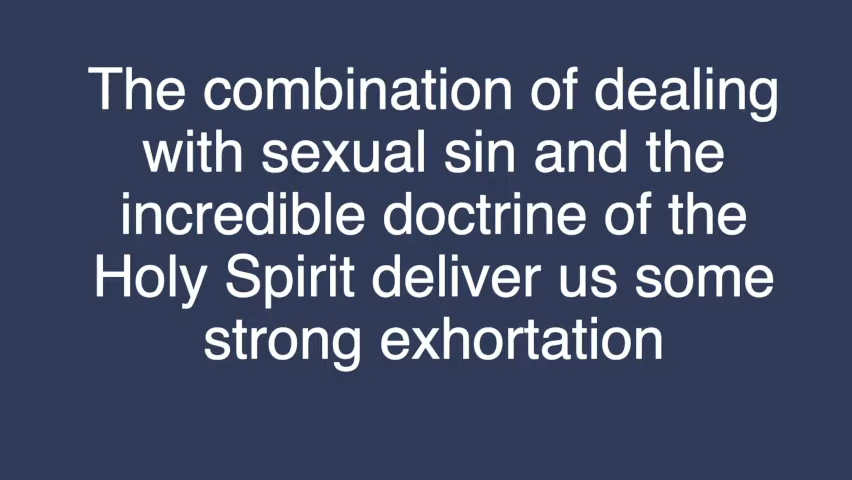 The combination of dealing
with sexual sin and the
incredible doctrine of the
Holy Spirit deliver us some
strong exhortation